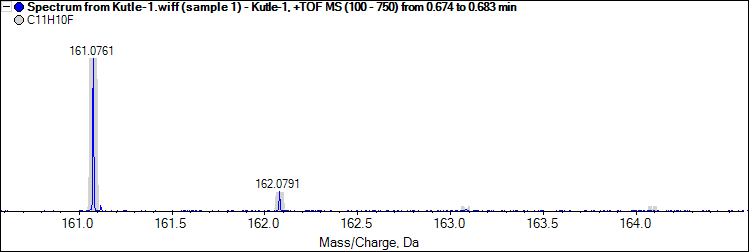 Spectrum from Kutle-1.wiff (sample 1) - Kutle-1, +TOF MS (100 - 750) from 0.674 to 0.683 min
C11H10F
161.0761
162.0791
161.0 161.5 162.0 162.5 163.0 163.5 164.0
Mass/Charge, Da